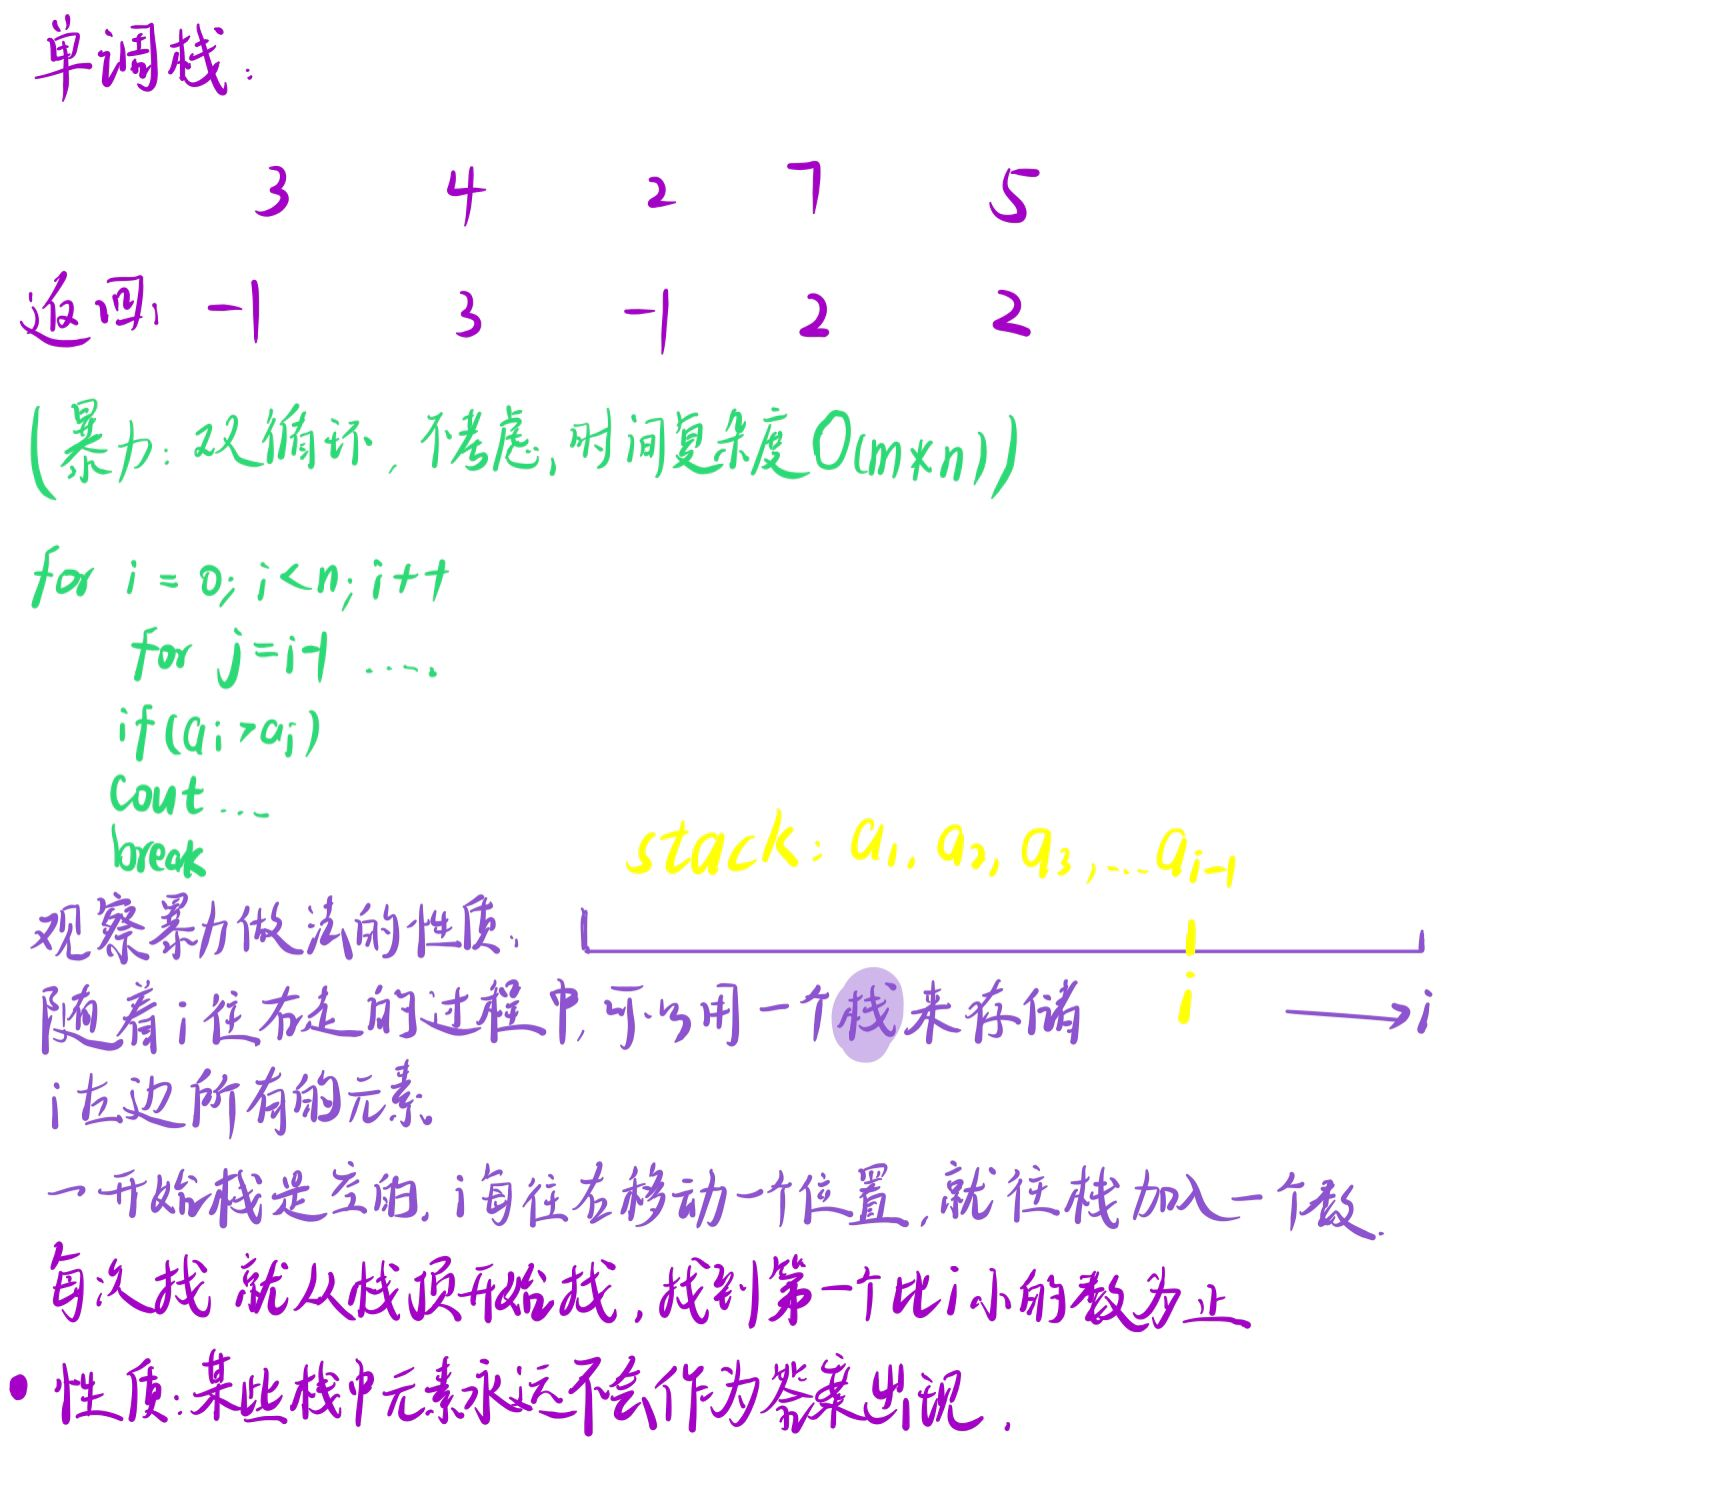 单调栈:
3 4 2 7 5
返回: -1 3 -1 2 2
(暴力: 双循环, 不考虑, 时间复杂度O(m*n))
for i = 0; i<n; i++
for j=i-1 ....
if(ai>aj)
cout ...
break
stack: a1, a2, a3, ... ai-1
观察暴力做法的性质.
i
→i
随着i往右走的过程中,可以用一个栈来存储
i左边所有的元素.
一开始栈是空的, i每往右移动一个位置,就往栈加入一个数.
每次找 就从栈顶开始找, 找到第一个比i小的数为止
• 性质: 某些栈中元素永远不会作为答案出现.